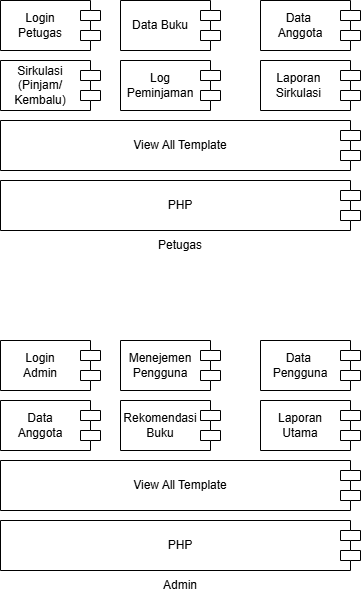 Login
Petugas
Data Buku
Data
Anggota
Sirkulasi
(Pinjam/
Kembalu)
Log
Peminjaman
Laporan
Sirkulasi
View All Template
PHP
Petugas
Login
Admin
Menejemen
Pengguna
Data
Pengguna
Data
Anggota
Rekomendasi
Buku
Laporan
Utama
View All Template
PHP
Admin